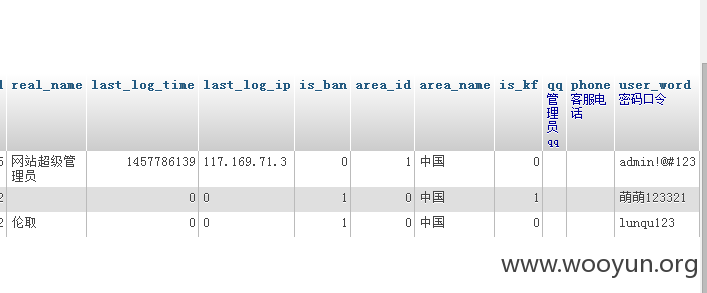 real_name last_log_time last_log_ip is_ban area_id area_name is_kf qq phone user_word
管理员qq 客服电话 密码口令
网站超级管理员 1457786139 117.169.71.3 0 1 中国 0 admin!@#123
2 0 0 1 0 中国 1 萌萌123321
2 伦取 0 0 1 0 中国 0 lunqu123
www.wooyun.org